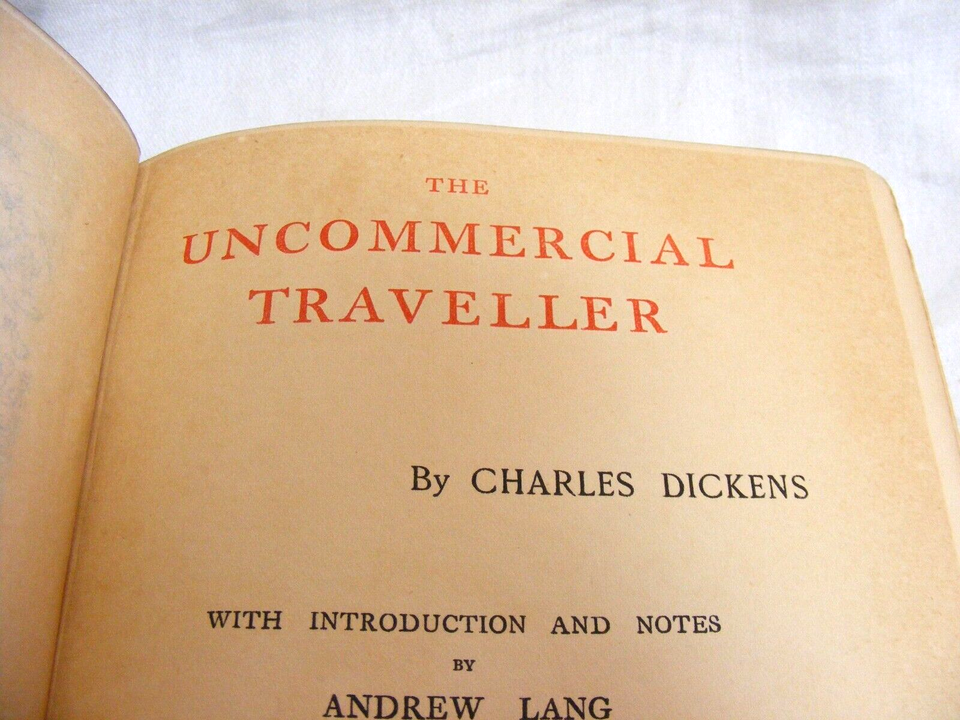 THE
UNCOMMERCIAL
TRAVELLER
By CHARLES DICKENS
WITH INTRODUCTION AND NOTES
BY
ANDREW LANG